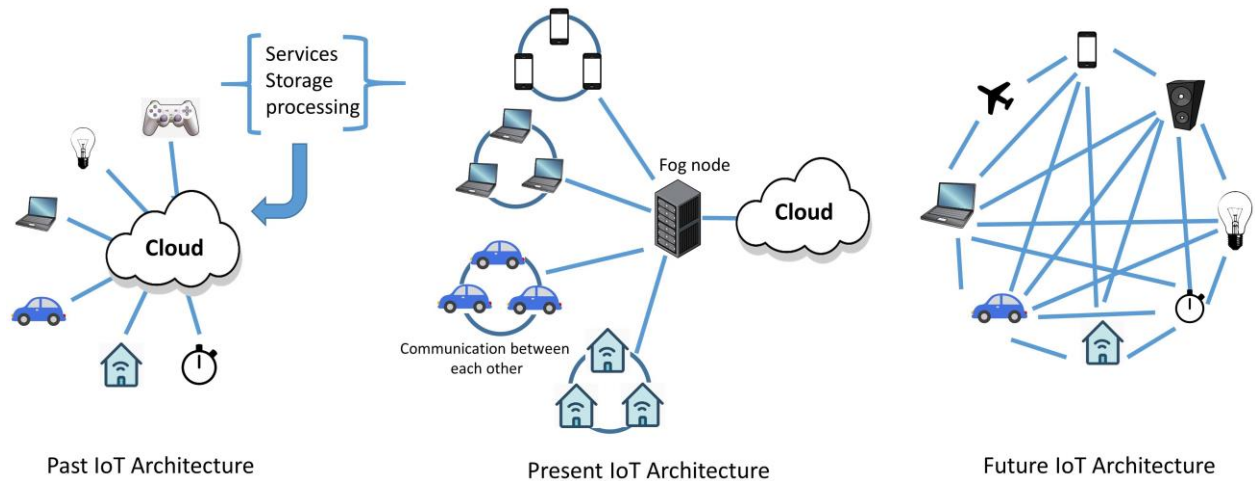 Services
Storage
processing
Cloud
Past IoT Architecture
Fog node
Cloud
Communication between
each other
Present IoT Architecture
Future IoT Architecture